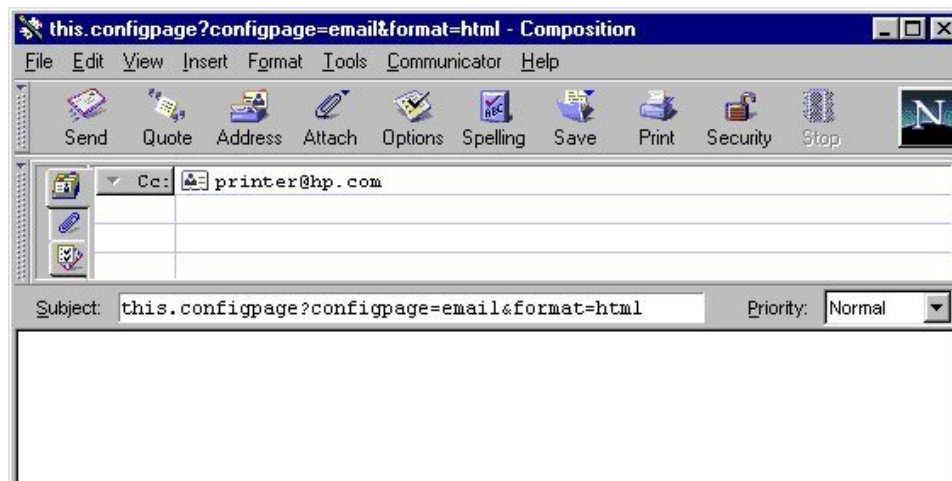 this.configpage?configpage=email&format=html - Composition
File Edit View Insert Format Tools Communicator Help
Send Quote Address Attach Options Spelling Save Print Security Stop
N
Cc: printer@hp.com
Subject: this.configpage?configpage=email&format=html Priority: Normal